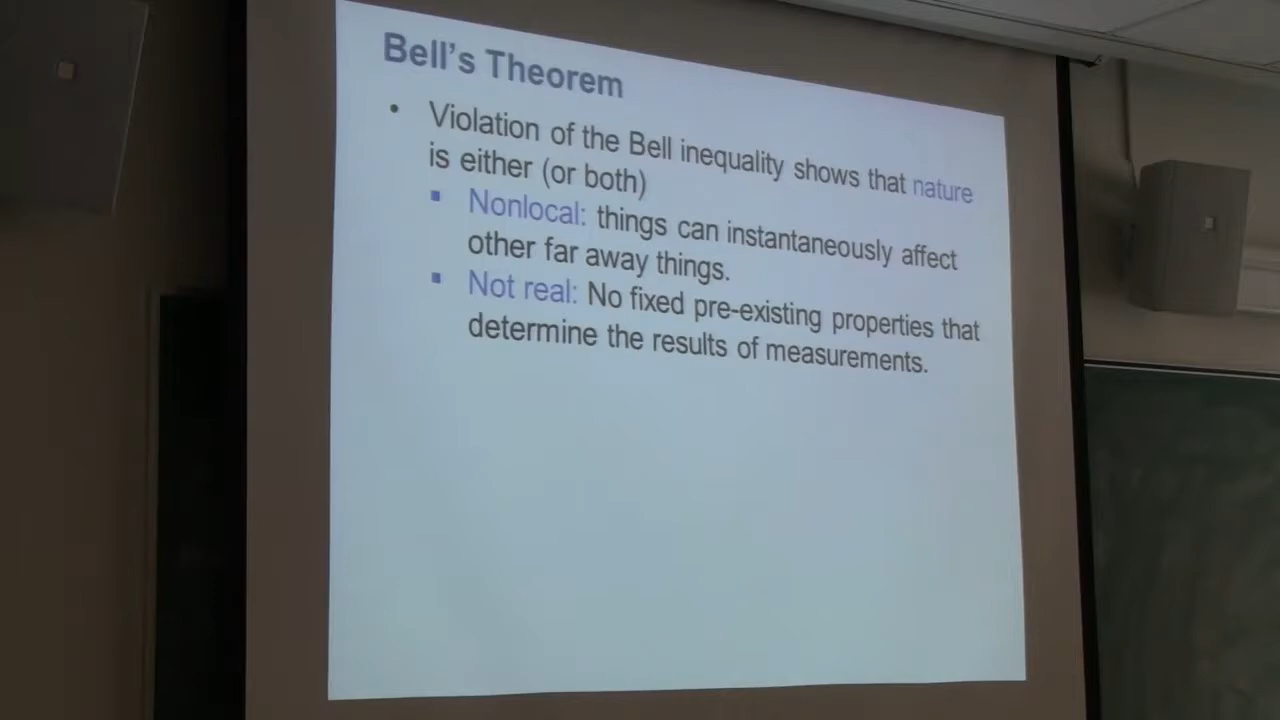 Bell's Theorem
• Violation of the Bell inequality shows that nature
is either (or both)
▪ Nonlocal: things can instantaneously affect
other far away things.
▪ Not real: No fixed pre-existing properties that
determine the results of measurements.